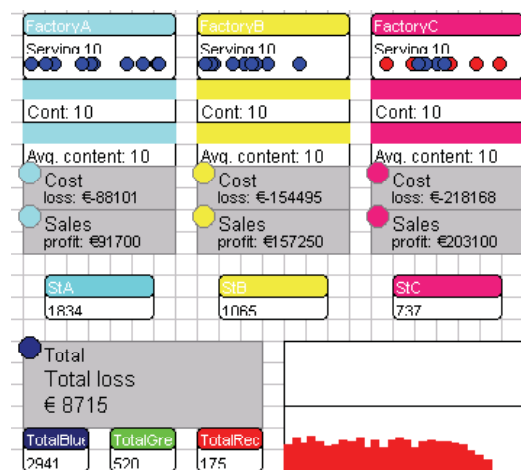 FactoryA
FactoryB
FactoryC
Serving 10
Serving 10
Serving 10
Cont: 10
Cont: 10
Cont: 10
Avg. content: 10
Avg. content: 10
Avg. content: 10
Cost
loss: €-88101
Cost
loss: €-154495
Cost
loss: €-218168
Sales
profit: €91700
Sales
profit: €157250
Sales
profit: €203100
StA
1834
StB
1065
StC
737
Total
Total loss
€ 8715
TotalBlue
2941
TotalGre
520
TotalRec
175